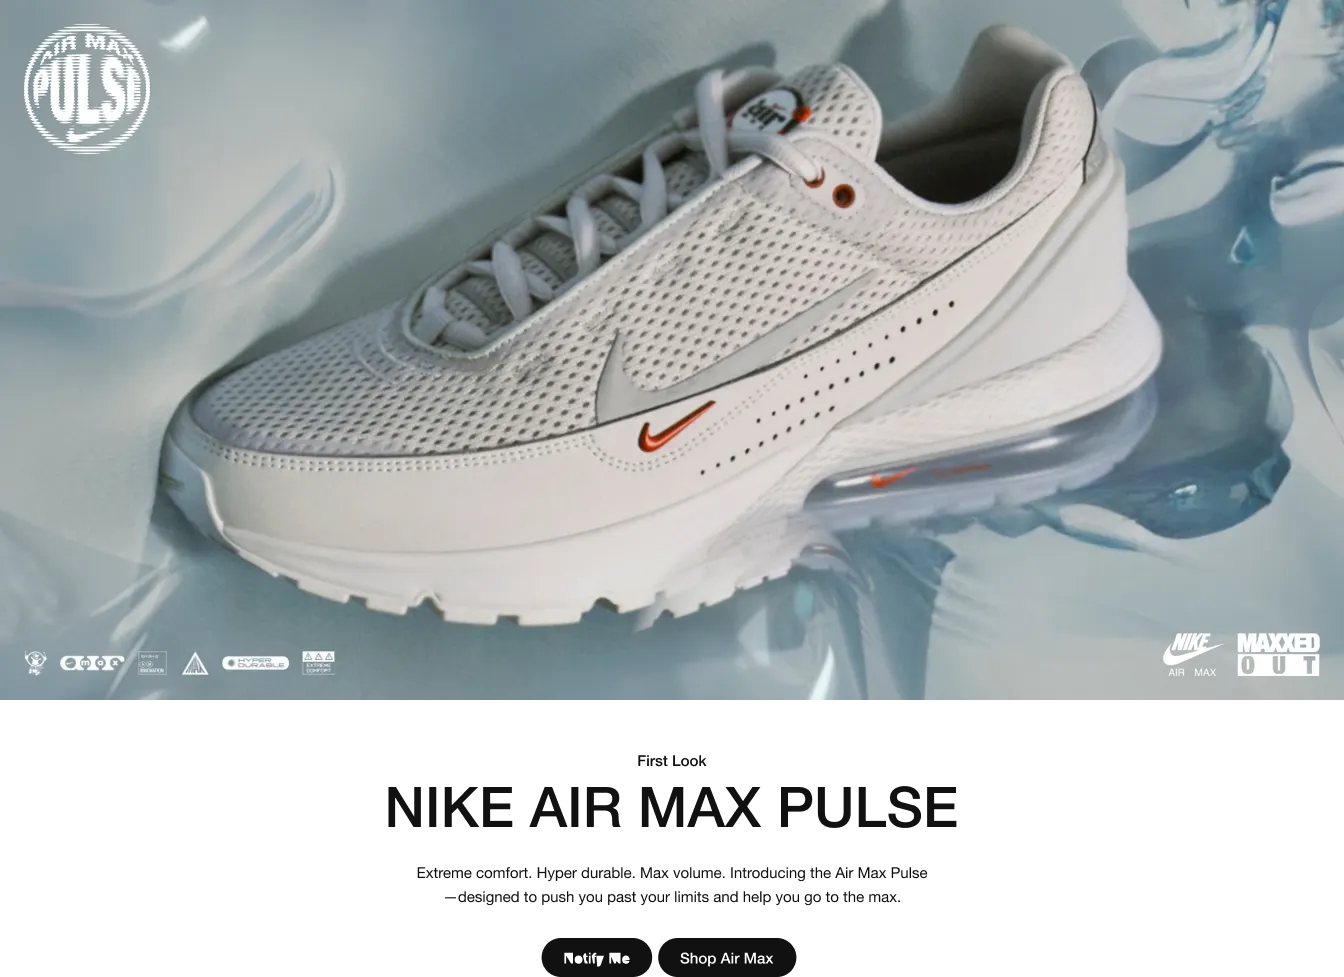 AIR MAX
PULSE
air
HYPER
DURABLE
EXTREME
COMFORT
NIKE
AIR MAX
MAXXED
OUT
First Look
NIKE AIR MAX PULSE
Extreme comfort. Hyper durable. Max volume. Introducing the Air Max Pulse
—designed to push you past your limits and help you go to the max.
Notify Me
Shop Air Max